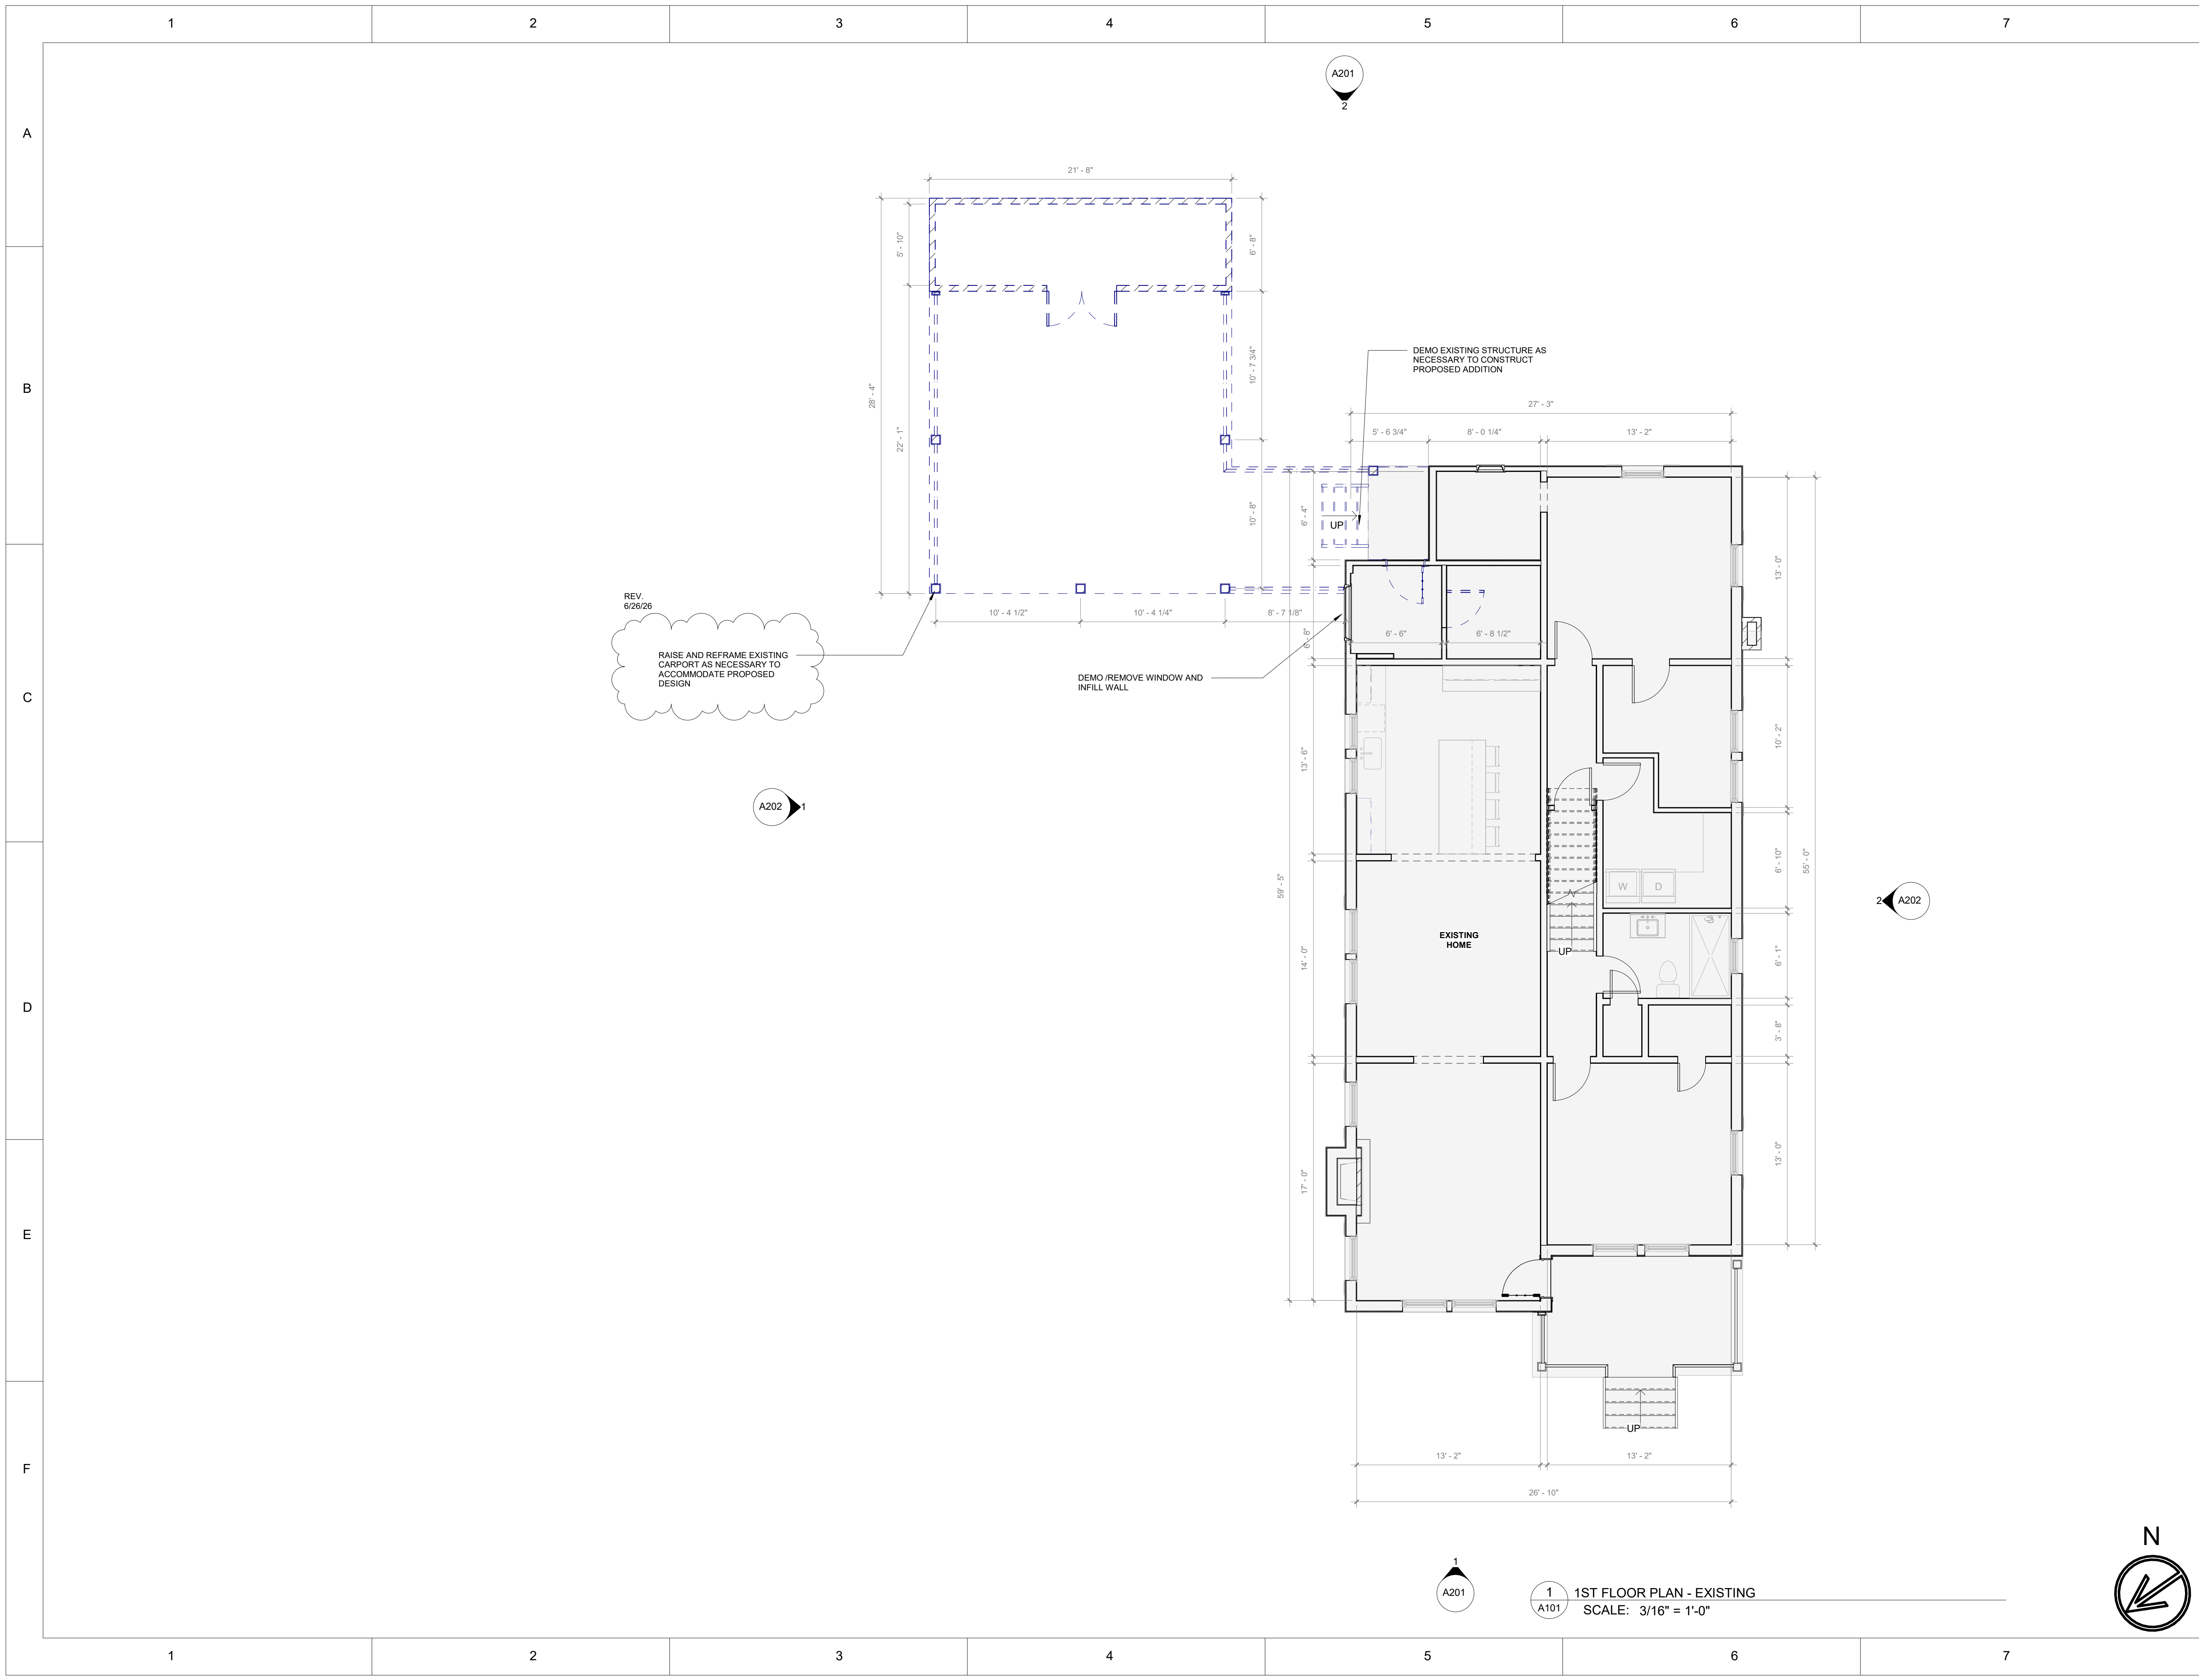 1 2 3 4 5 6 7
A201
2
A
21' - 8"
5' - 10"
6' - 8"
DEMO EXISTING STRUCTURE AS
NECESSARY TO CONSTRUCT
PROPOSED ADDITION
10' - 7 3/4"
B
28' - 4"
22' - 1"
27' - 3"
5' - 6 3/4"
8' - 0 1/4"
13' - 2"
10' - 8"
6' - 4"
UP
13' - 0"
REV.
6/26/26
10' - 4 1/2"
10' - 4 1/4"
8' - 7 1/8"
6' - 8"
6' - 6"
6' - 8 1/2"
RAISE AND REFRAME EXISTING
CARPORT AS NECESSARY TO
ACCOMMODATE PROPOSED
DESIGN
DEMO /REMOVE WINDOW AND
INFILL WALL
C
10' - 2"
13' - 6"
A202
1
6' - 10"
55' - 0"
59' - 5"
W
D
2
A202
EXISTING
HOME
UP
14' - 0"
6' - 1"
D
3' - 8"
13' - 0"
17' - 0"
E
UP
F
13' - 2"
13' - 2"
26' - 10"
N
1
A201
1
A101
1ST FLOOR PLAN - EXISTING
SCALE: 3/16" = 1'-0"
1 2 3 4 5 6 7